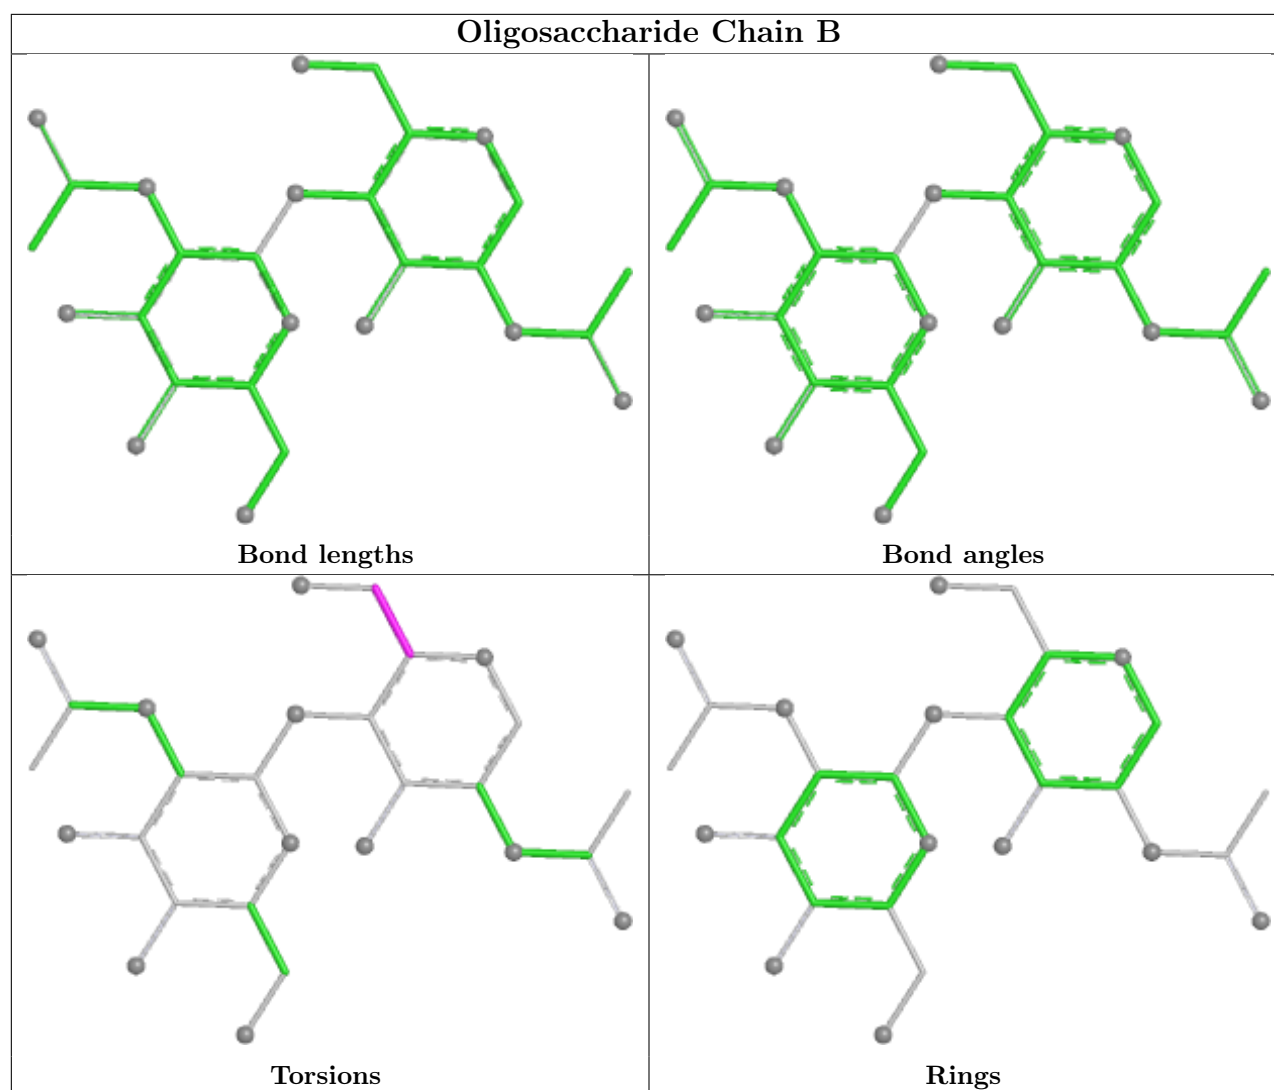 Oligosaccharide Chain B
Bond lengths
Bond angles
Torsions
Rings